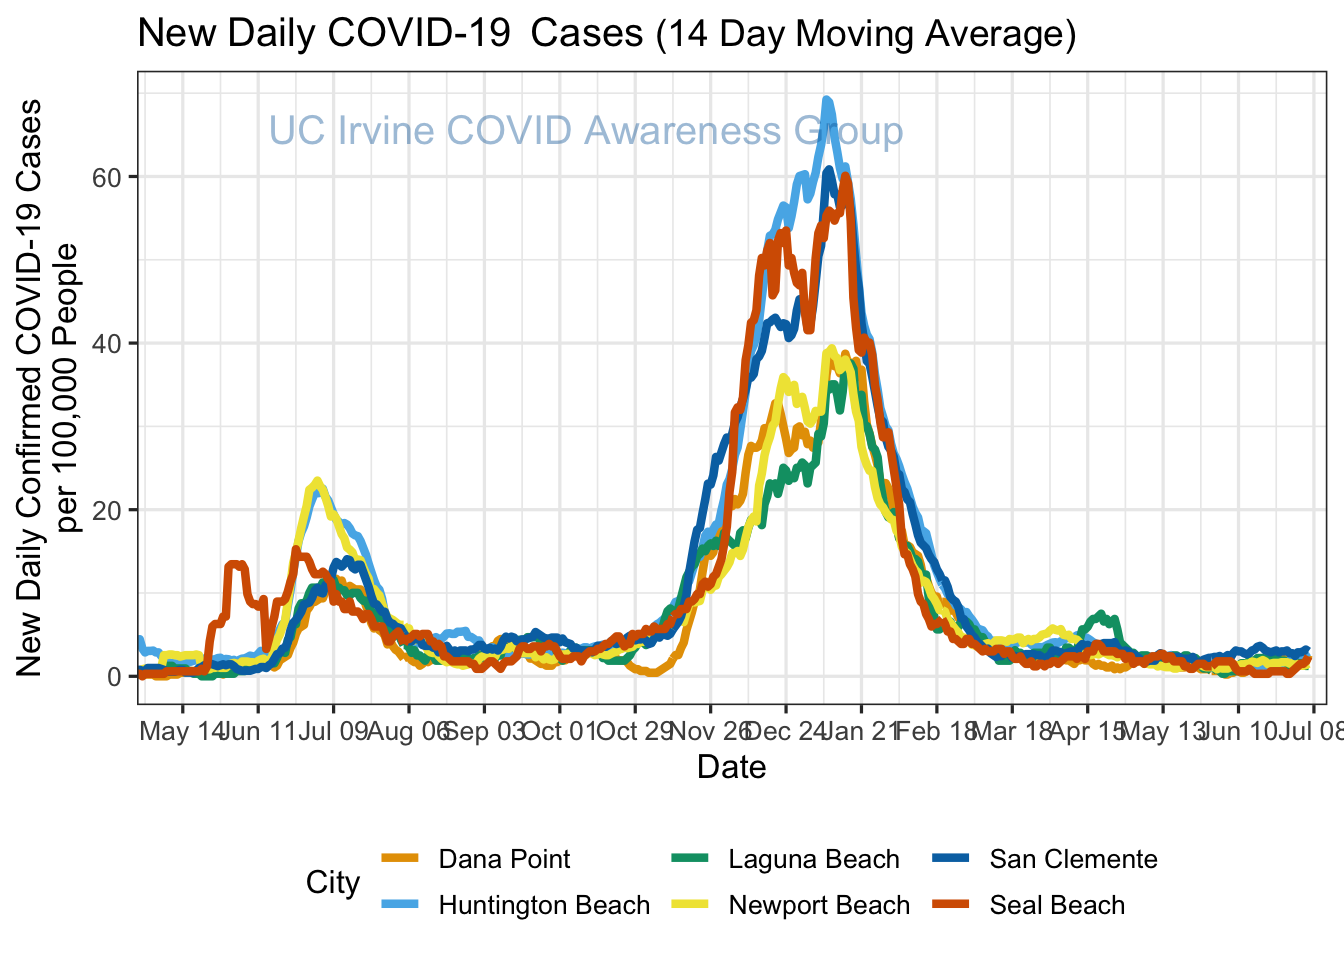 New Daily COVID-19  Cases (14 Day Moving Average)
UC Irvine COVID Awareness Group
New Daily Confirmed COVID-19 Cases
per 100,000 People
60
40
20
0
May 14 Jun 11 Jul 09 Aug 06 Sep 03 Oct 01 Oct 29 Nov 26 Dec 24 Jan 21 Feb 18 Mar 18 Apr 15 May 13 Jun 10 Jul 08
Date
City
Dana Point Laguna Beach San Clemente
Huntington Beach Newport Beach Seal Beach